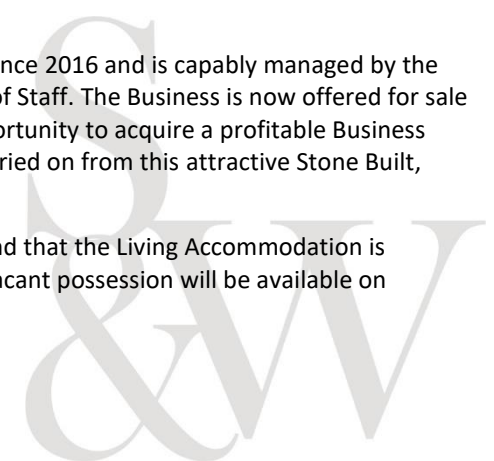 nce 2016 and is capably managed by the
of Staff. The Business is now offered for sale
ortunity to acquire a profitable Business
ried on from this attractive Stone Built,
nd that the Living Accommodation is
acant possession will be available on
S
&W